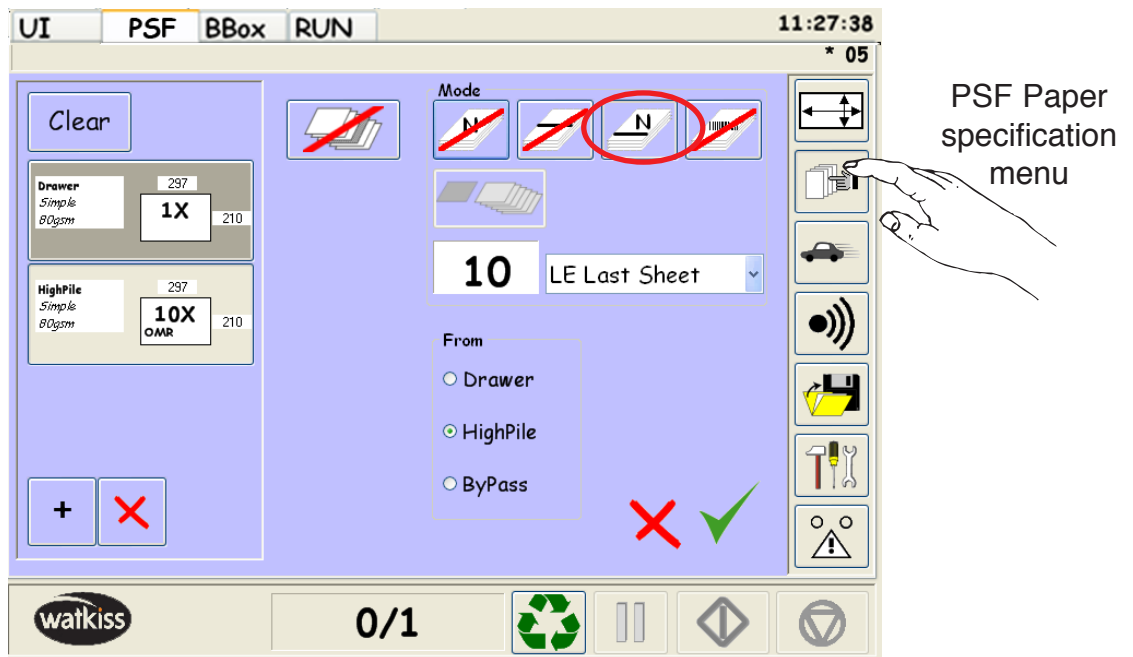 UI PSF BBox RUN 11:27:38
* 05
Clear
Drawer
Simple
80gsm
297
1X
210
HighPile
Simple
80gsm
297
10X
OMR
210
+
Mode
N
N
10 LE Last Sheet
From
Drawer
HighPile
ByPass
watkiss
0/1
PSF Paper
specification
menu